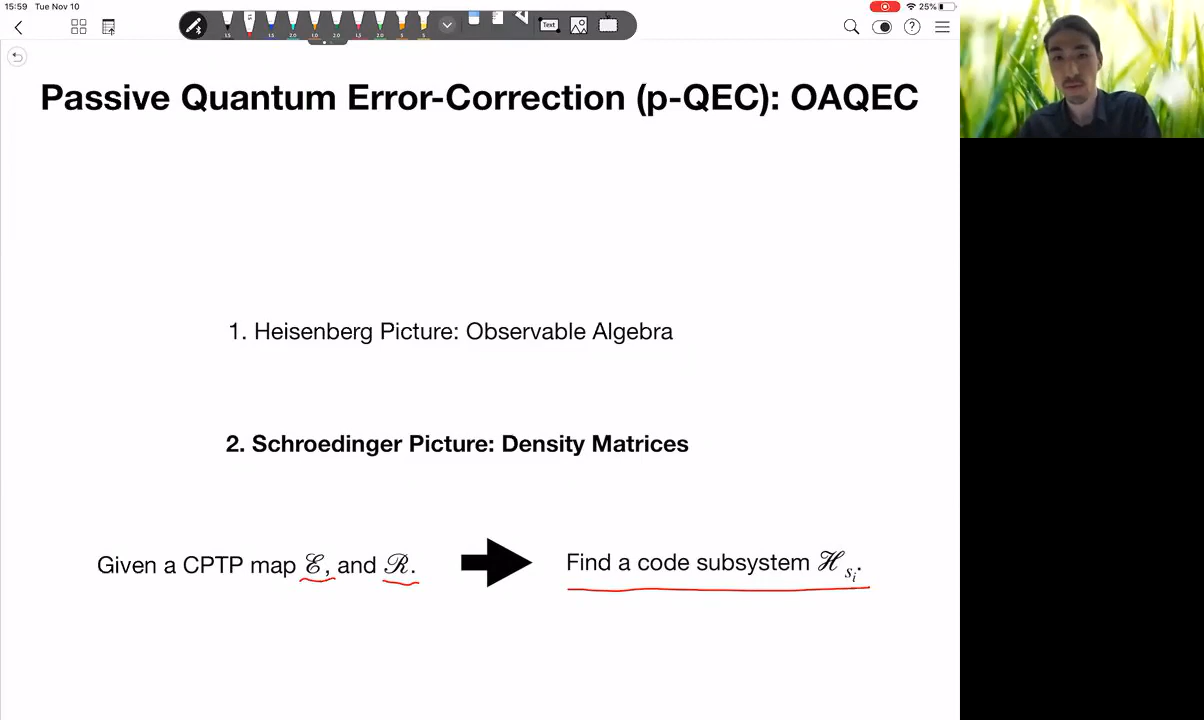 15:59 Tue Nov 10
25%
Text
Passive Quantum Error-Correction (p-QEC): OAQEC
1. Heisenberg Picture: Observable Algebra
2. Schroedinger Picture: Density Matrices
Given a CPTP map ℰ, and ℛ.
Find a code subsystem ℋ_{s_i}.